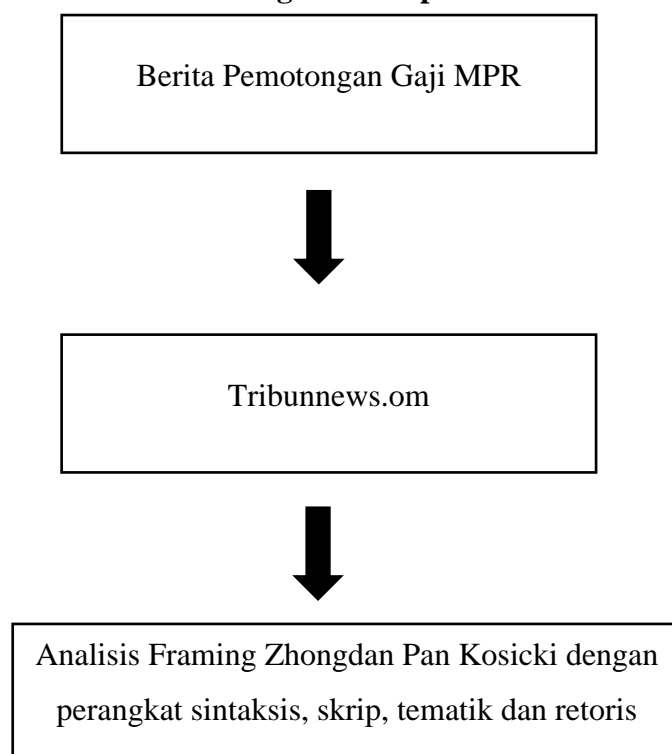 Berita Pemotongan Gaji MPR
Tribunnews.om
Analisis Framing Zhongdan Pan Kosicki dengan
perangkat sintaksis, skrip, tematik dan retoris